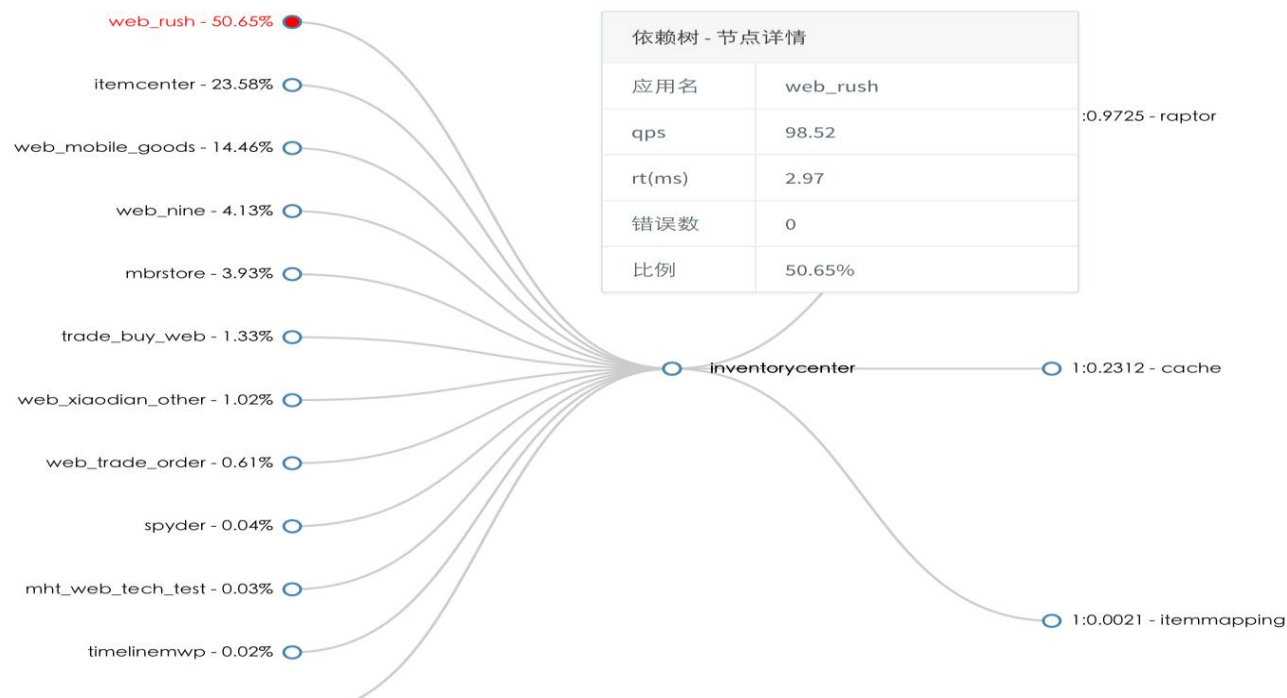 web_rush - 50.65%
itemcenter - 23.58%
web_mobile_goods - 14.46%
web_nine - 4.13%
mbrstore - 3.93%
trade_buy_web - 1.33%
web_xiaodian_other - 1.02%
web_trade_order - 0.61%
spyder - 0.04%
mht_web_tech_test - 0.03%
timelinemwp - 0.02%
inventorycenter
依赖树 - 节点详情
应用名 web_rush
qps 98.52
rt(ms) 2.97
错误数 0
比例 50.65%
:0.9725 - raptor
1:0.2312 - cache
1:0.0021 - itemmapping